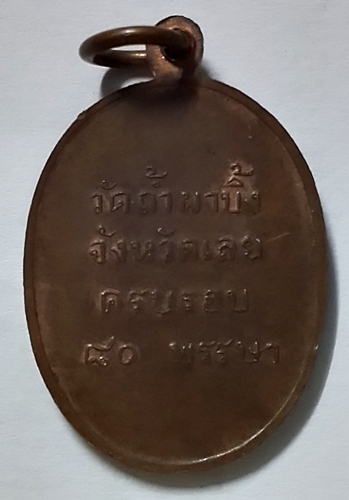 วัดถ้ำผาบิ้ง
จังหวัดเลย
ครบรอบ
๘๐ พรรษา